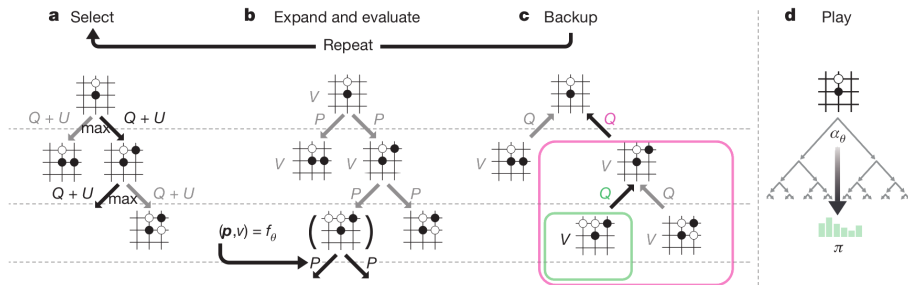 a Select
b Expand and evaluate
c Backup
d Play
Repeat
Q + U
max
Q + U
Q + U
max
Q + U
V
P
P
V
V
P
P
(p,v) = fθ
P
P
Q
Q
V
V
Q
Q
V
V
αθ
π